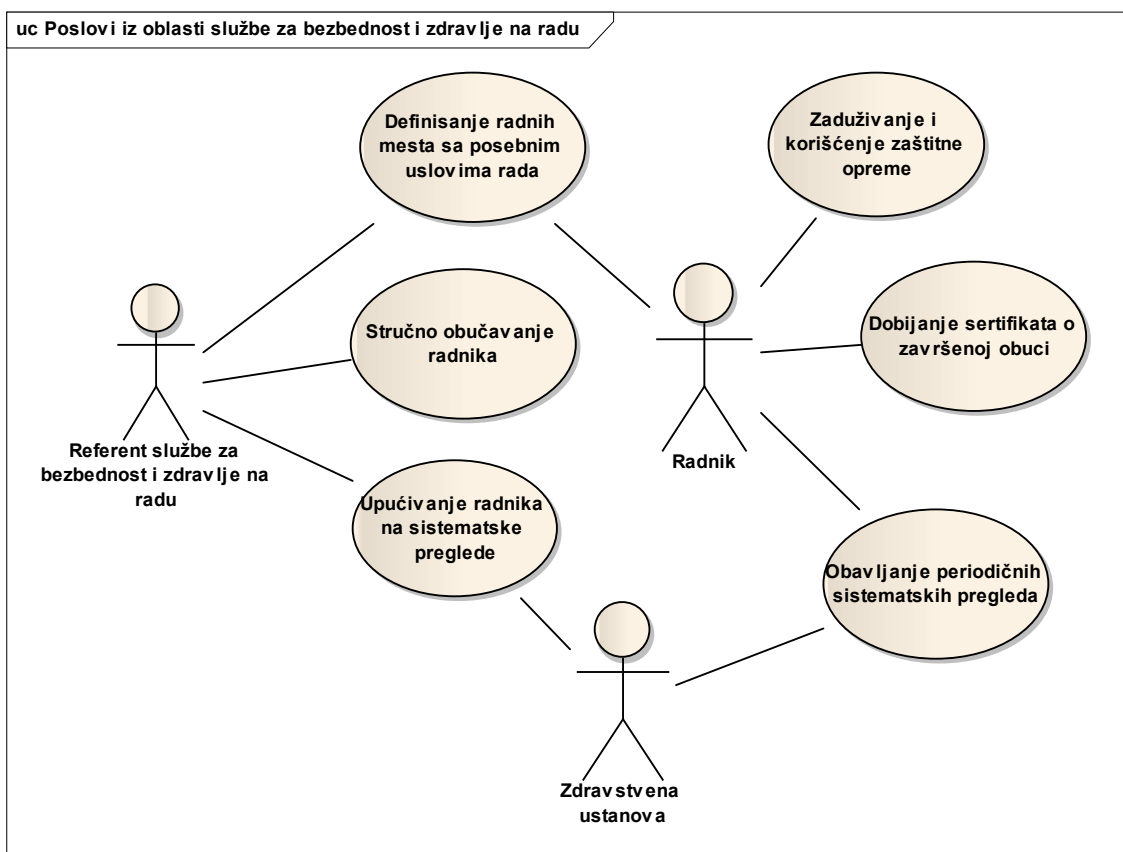 uc Poslovi iz oblasti službe za bezbednost i zdravlje na radu
Definisanje radnih
mesta sa posebnim
uslovima rada
Zaduživanje i
korišćenje zaštitne
opreme
Stručno obučavanje
radnika
Dobijanje sertifikata o
završenoj obuci
Referent službe za
bezbednost i zdravlje na
radu
Radnik
Upućivanje radnika
na sistematske
preglede
Obavljanje periodičnih
sistematskih pregleda
Zdravstvena
ustanova